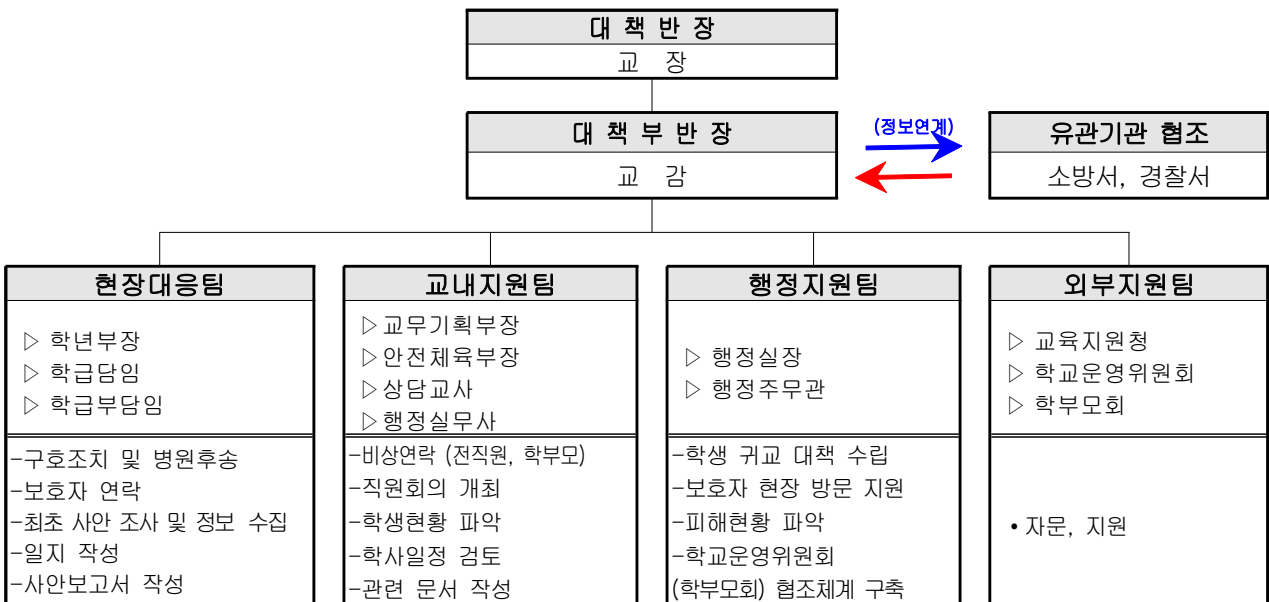 대 책 반 장
교 장
대 책 부 반 장
교 감
(정보연계)
유관기관 협조
소방서, 경찰서
현장대응팀
▷ 학년부장
▷ 학급담임
▷ 학급부담임
-구호조치 및 병원후송
-보호자 연락
-최초 사안 조사 및 정보 수집
-일지 작성
-사안보고서 작성
교내지원팀
▷교무기획부장
▷안전체육부장
▷상담교사
▷행정실무사
-비상연락 (전직원, 학부모)
-직원회의 개최
-학생현황 파악
-학사일정 검토
-관련 문서 작성
행정지원팀
▷ 행정실장
▷ 행정주무관
-학생 귀교 대책 수립
-보호자 현장 방문 지원
-피해현황 파악
-학교운영위원회
(학부모회) 협조체계 구축
외부지원팀
▷ 교육지원청
▷ 학교운영위원회
▷ 학부모회
• 자문, 지원